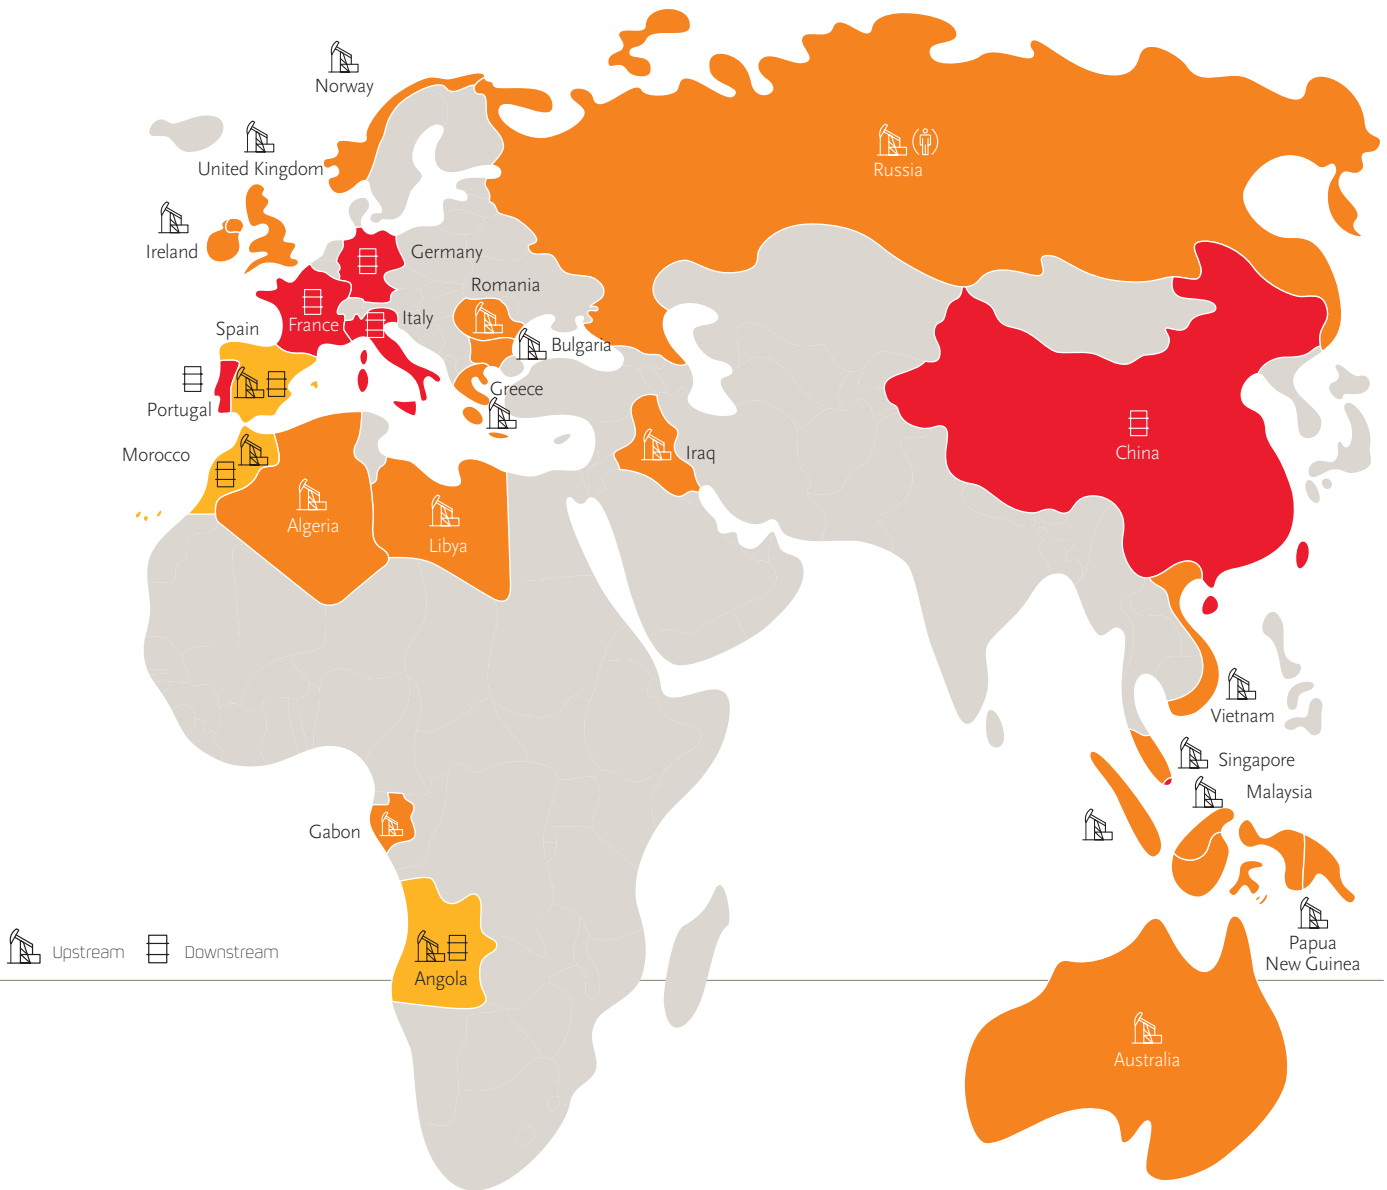 Norway
United Kingdom
Russia
Ireland
Germany
Romania
Spain
France
Italy
Bulgaria
Portugal
Greece
Morocco
Iraq
China
Algeria
Libya
Vietnam
Singapore
Malaysia
Gabon
Upstream
Downstream
Angola
Papua
New Guinea
Australia